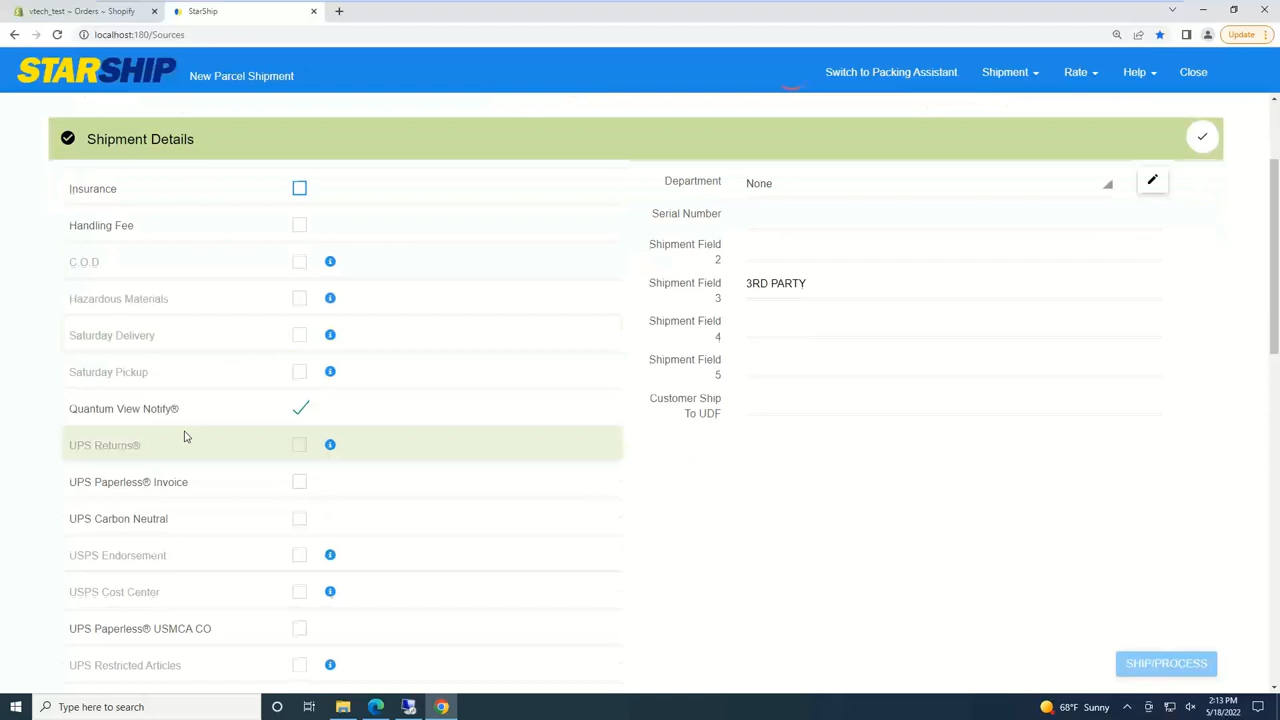 vtech_test ~ Orders ~ Shopify
StarShip
localhost:180/Sources
Update
STARSHIP
New Parcel Shipment
Switch to Packing Assistant
Shipment
Rate
Help
Close
Shipment Details
Insurance
Handling Fee
C.O.D.
Hazardous Materials
Saturday Delivery
Saturday Pickup
Quantum View Notify®
UPS Returns®
UPS Paperless® Invoice
UPS Carbon Neutral
USPS Endorsement
USPS Cost Center
UPS Paperless® USMCA CO
UPS Restricted Articles
Department
None
Serial Number
Shipment Field
2
Shipment Field
3
3RD PARTY
Shipment Field
4
Shipment Field
5
Customer Ship
To UDF
SHIP/PROCESS
Type here to search
68°F Sunny
2:13 PM
5/18/2022